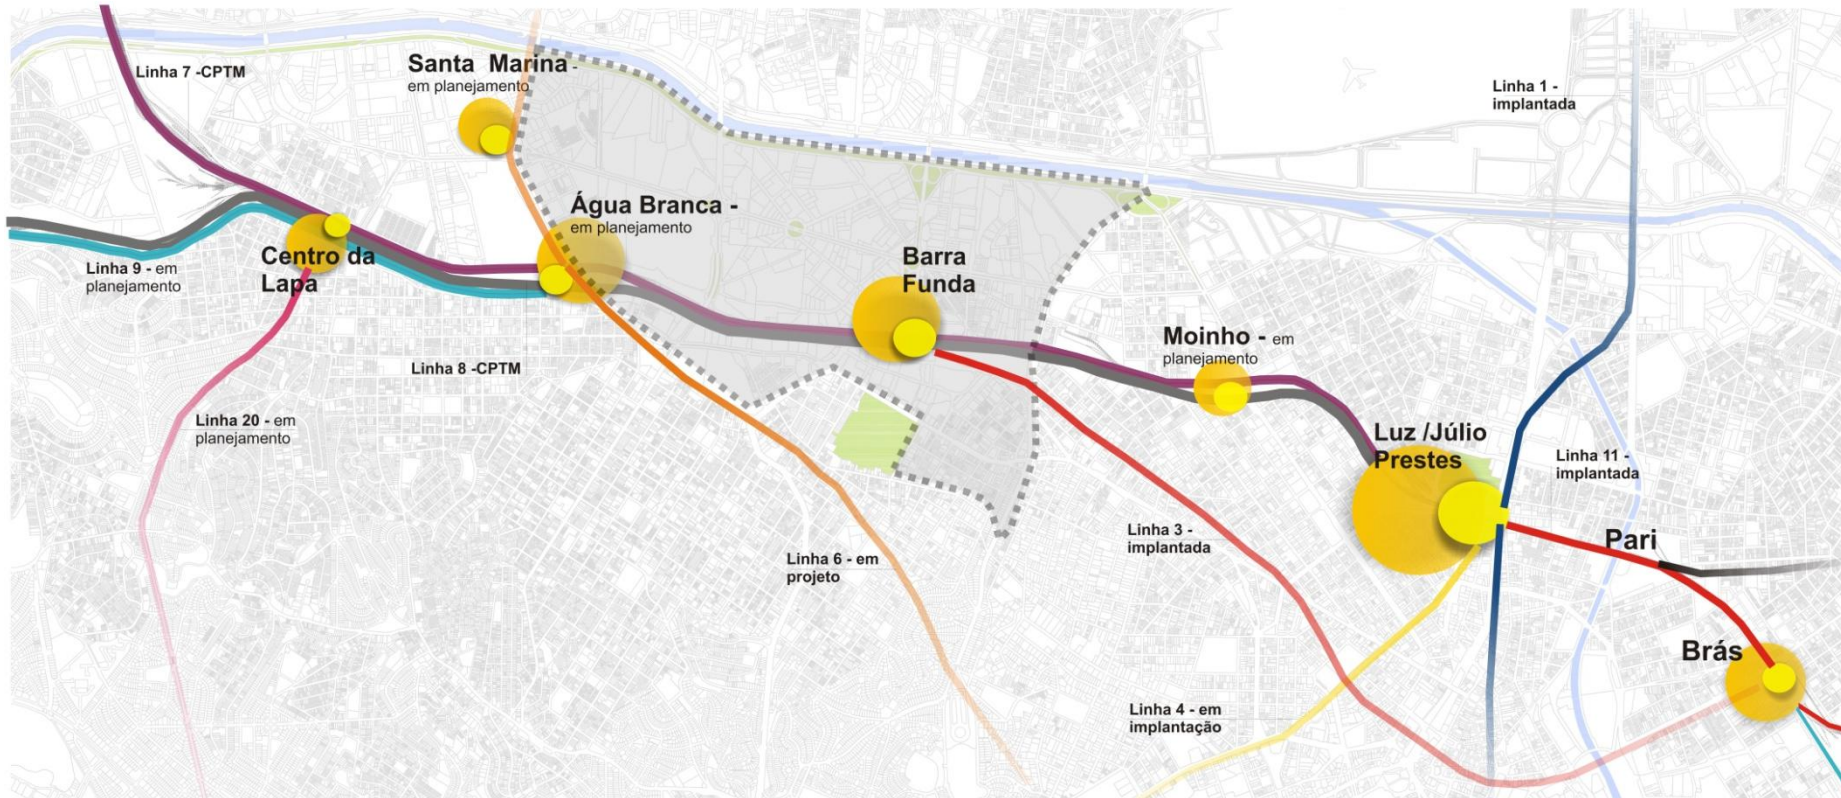 Linha 7 -CPTM
Santa Marina -
em planejamento
Linha 1 -
implantada
Água Branca -
em planejamento
Centro da
Lapa
Linha 9 - em
planejamento
Barra
Funda
Moinho - em
planejamento
Linha 8 -CPTM
Linha 20 - em
planejamento
Luz /Júlio
Prestes
Linha 11 -
implantada
Linha 3 -
implantada
Pari
Linha 6 - em
projeto
Brás
Linha 4 - em
implantação